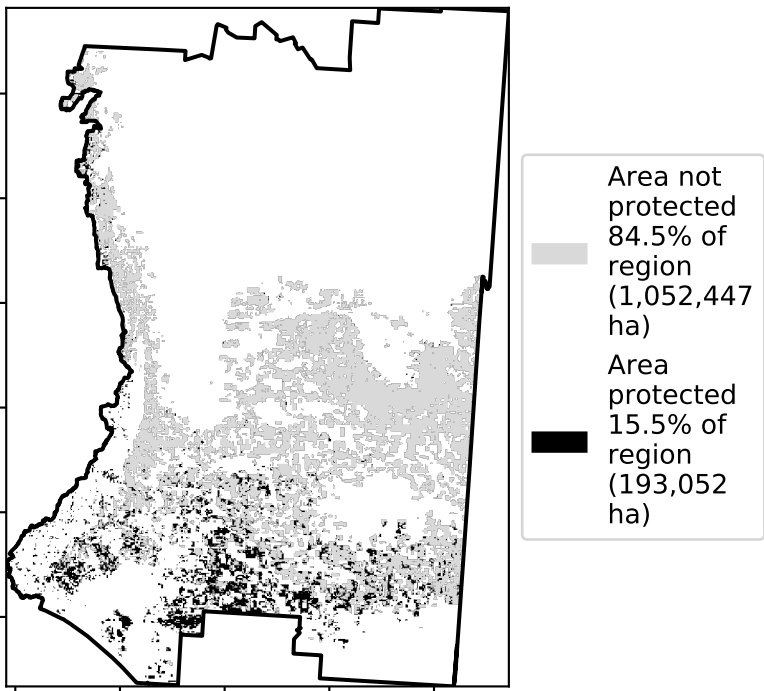 Area not
protected
84.5% of
region
(1,052,447
ha)
Area
protected
15.5% of
region
(193,052
ha)